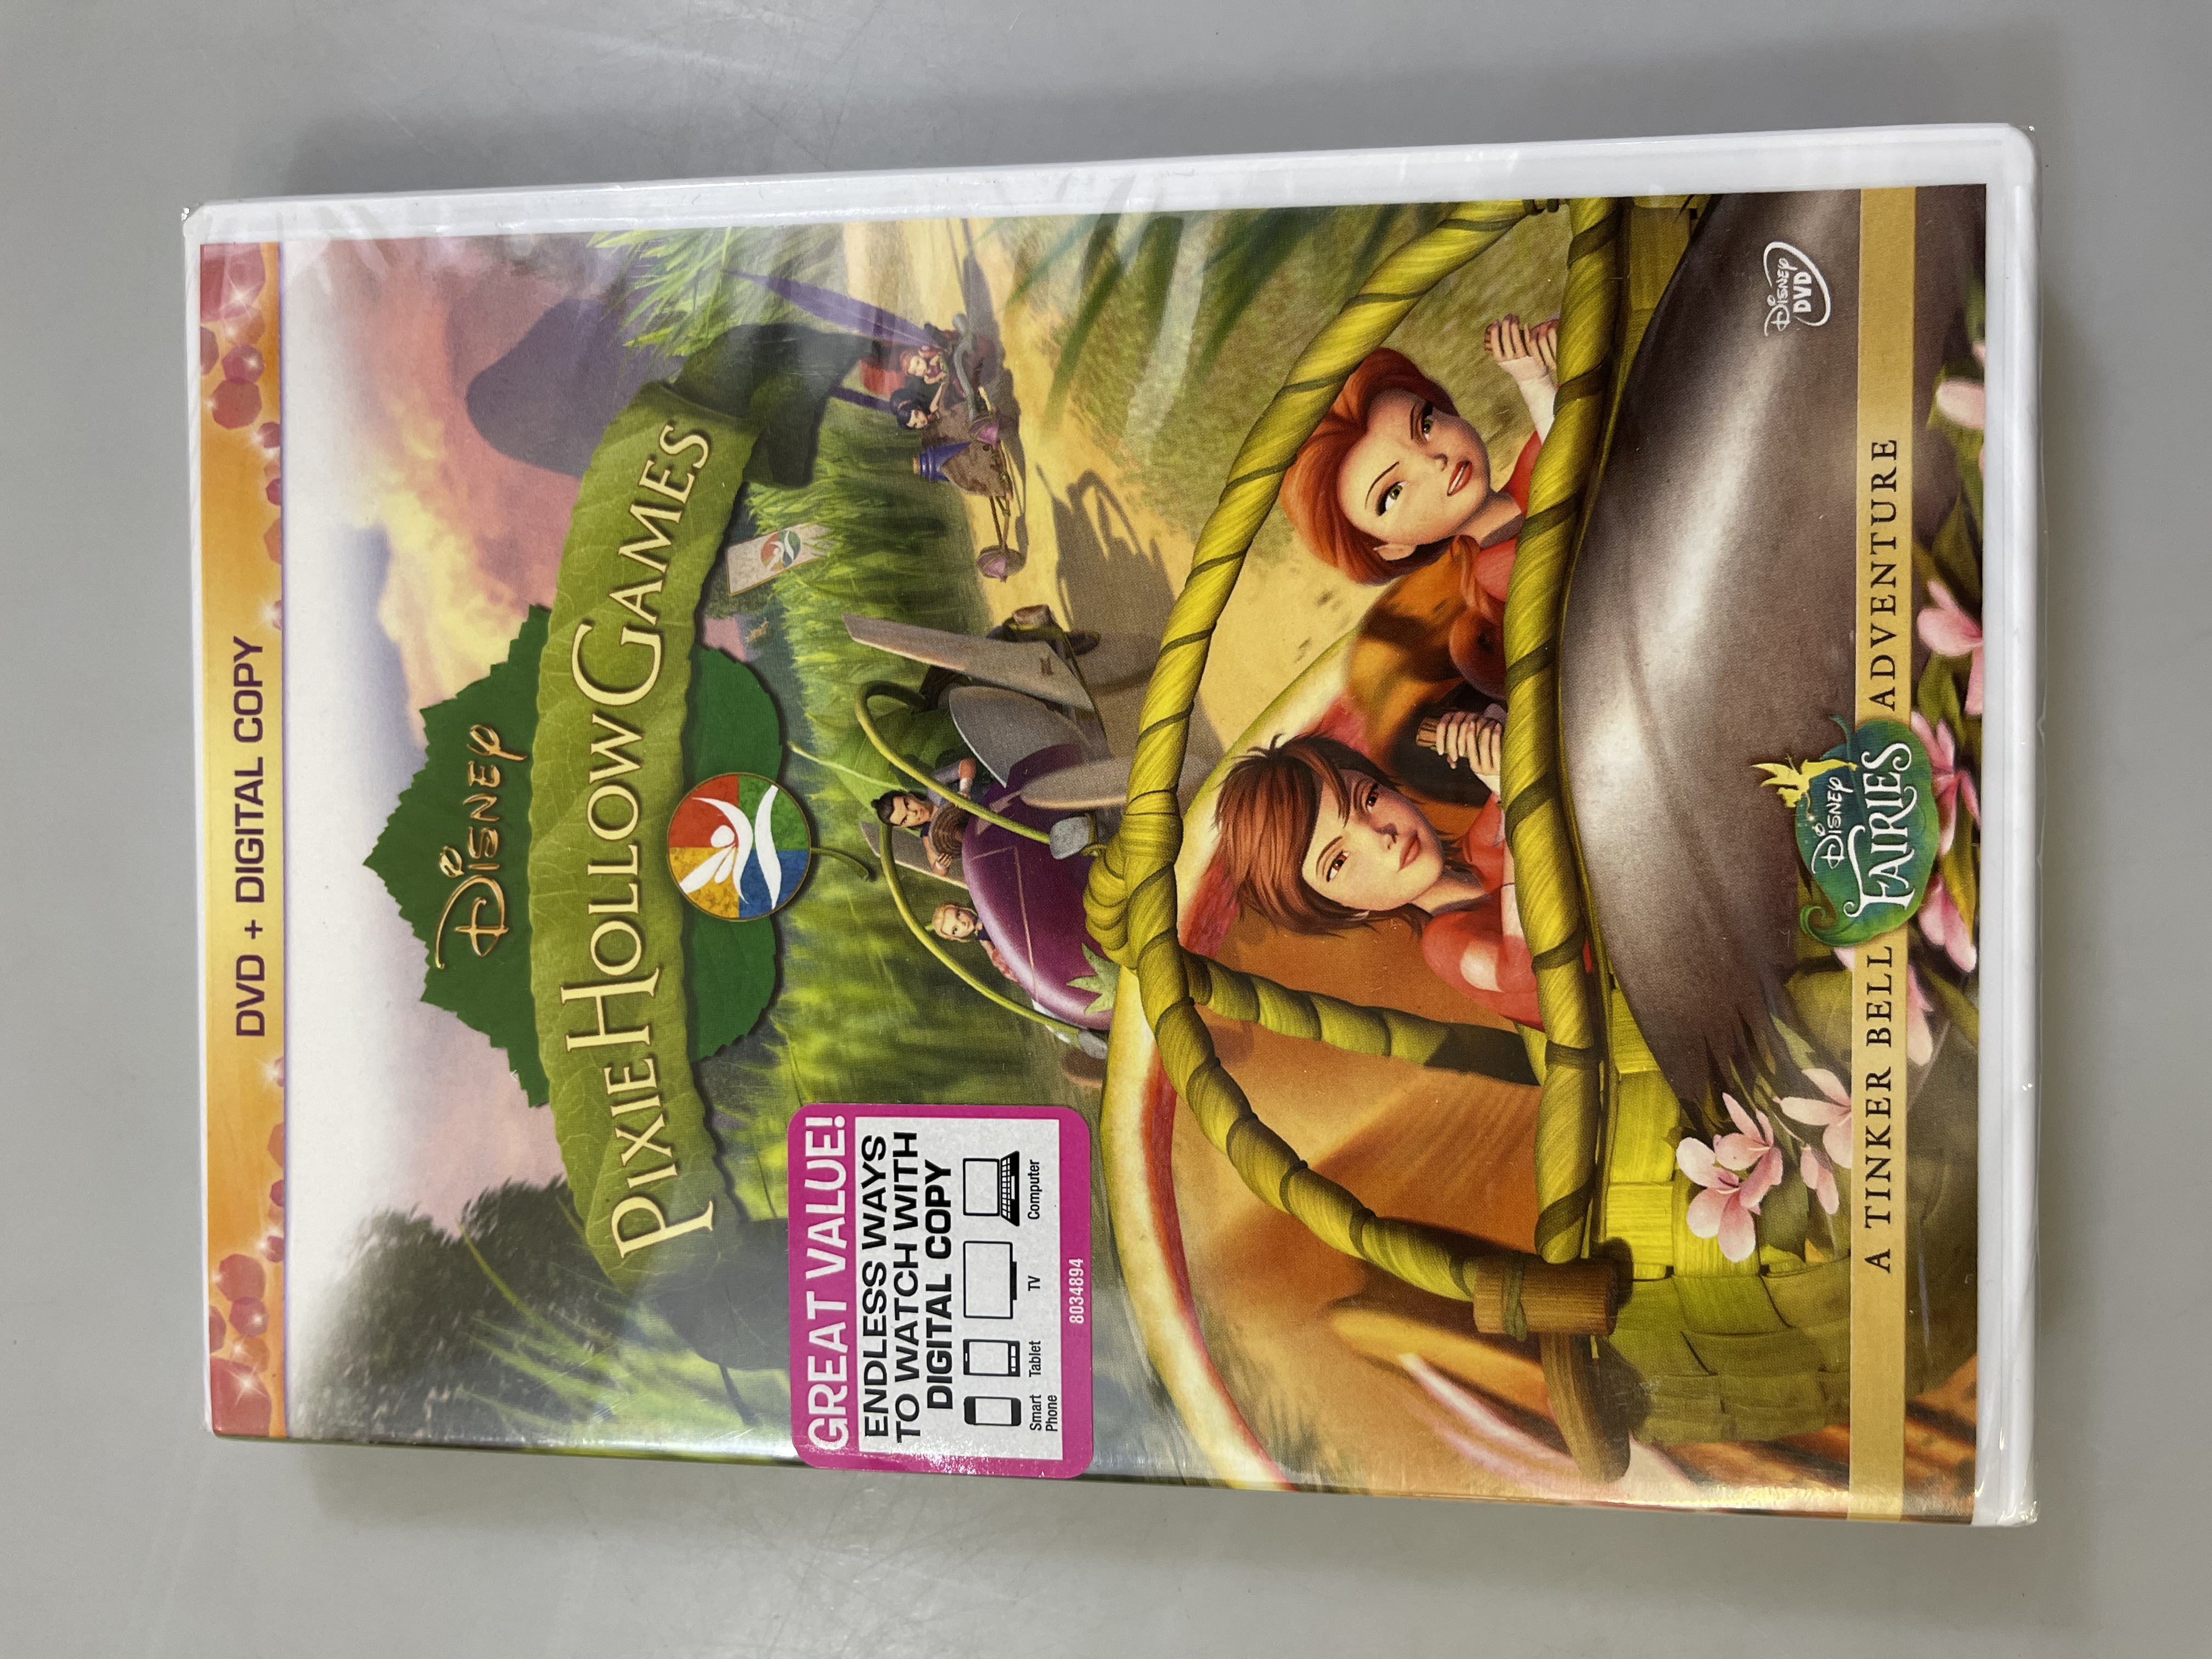 DVD + DIGITAL COPY
DISNEY
PIXIE HOLLOW GAMES
GREAT VALUE!
ENDLESS WAYS
TO WATCH WITH
DIGITAL COPY
Smart
Phone
Tablet
TV
Computer
8034894
DISNEY
DVD
A TINKER BELL
DISNEY
FAIRIES
ADVENTURE